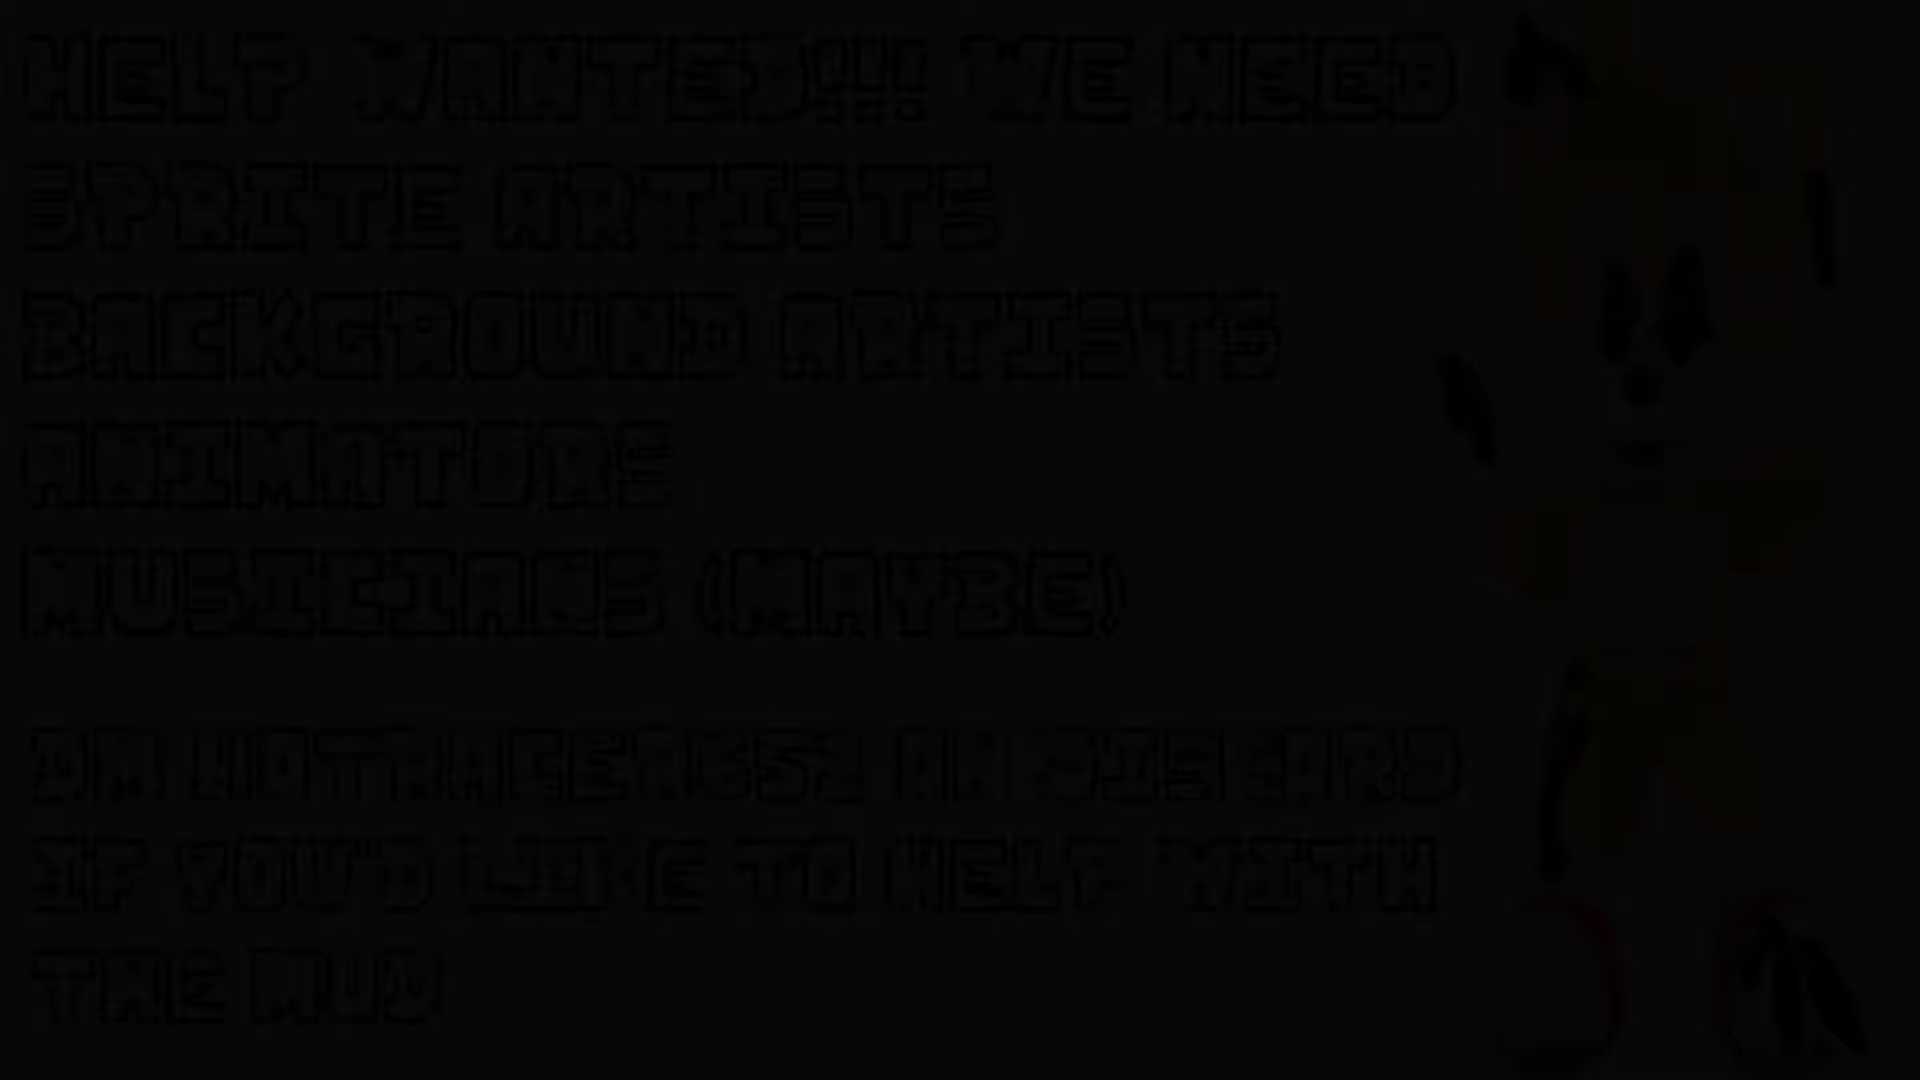 HELP WANTED!!! WE NEED
SPRITE ARTISTS
BACKGROUND ARTISTS
ANIMATORS
MUSICIANS (MAYBE)
DM ON DISCORD
IF YOU'D LIKE TO HELP WITH
THE MUD